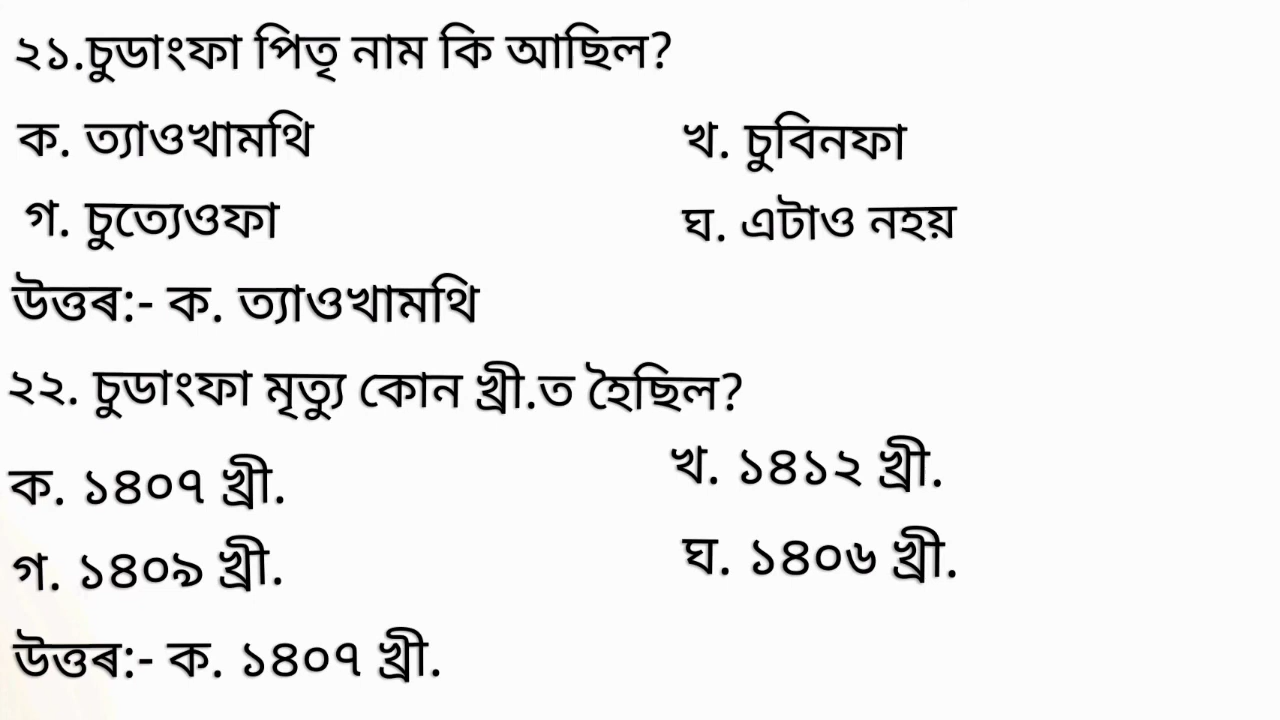 ২১.চুডাংফা পিতৃ নাম কি আছিল?
ক. ত্যাওখামথি খ. চুবিনফা
গ. চুত্যেওফা ঘ. এটাও নহয়
উত্তৰ:- ক. ত্যাওখামথি
২২. চুডাংফা মৃত্যু কোন খ্ৰী.ত হৈছিল?
ক. ১৪০৭ খ্ৰী. খ. ১৪১২ খ্ৰী.
গ. ১৪০৯ খ্ৰী. ঘ. ১৪০৬ খ্ৰী.
উত্তৰ:- ক. ১৪০৭ খ্ৰী.